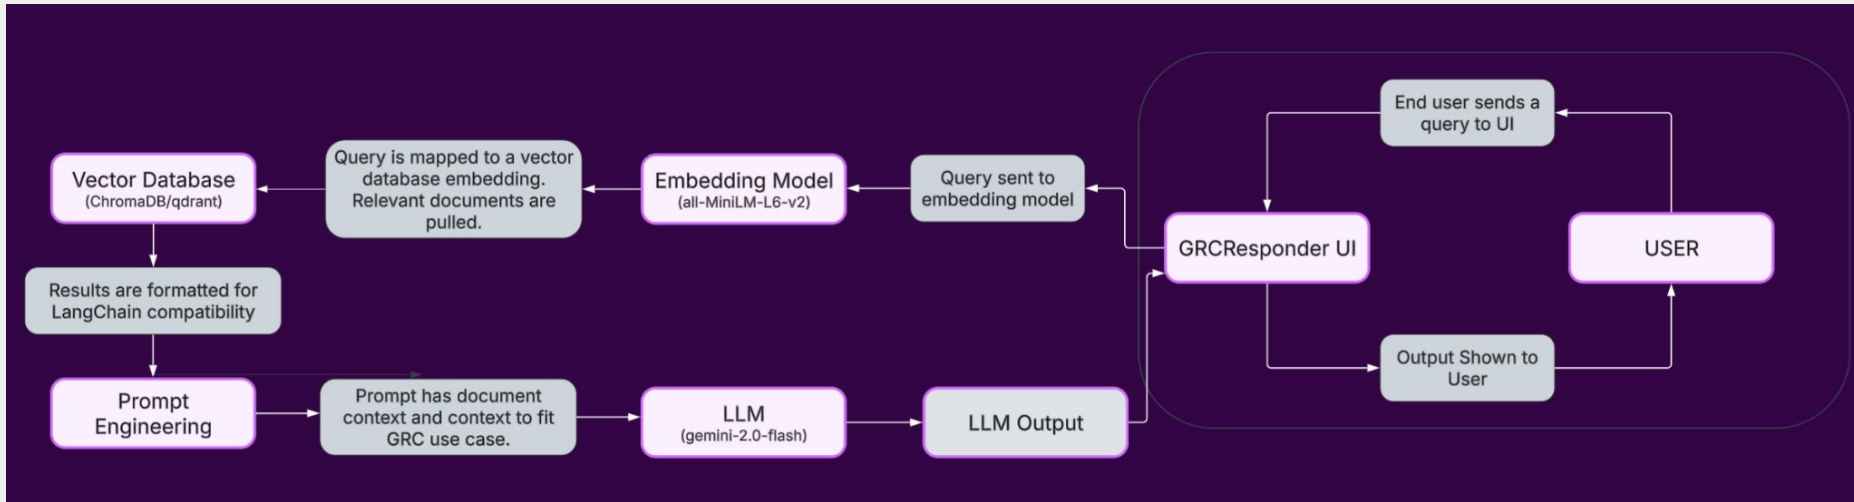 End user sends a
query to UI
Query is mapped to a vector
database embedding.
Relevant documents are
pulled.
Vector Database
(ChromaDB/qdrant)
Embedding Model
(all-MiniLM-L6-v2)
Query sent to
embedding model
GRCResponder UI
USER
Results are formatted for
LangChain compatibility
Output Shown to
User
Prompt
Engineering
Prompt has document
context and context to fit
GRC use case.
LLM
(gemini-2.0-flash)
LLM Output